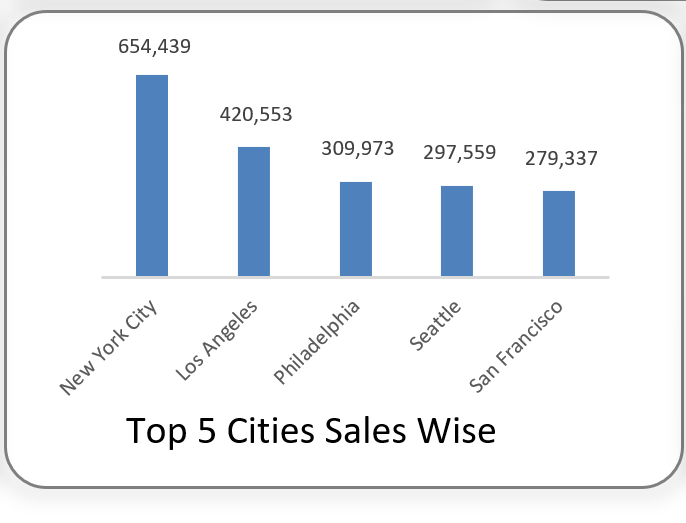 654,439
420,553
309,973
297,559
279,337
New York City
Los Angeles
Philadelphia
Seattle
San Francisco
Top 5 Cities Sales Wise